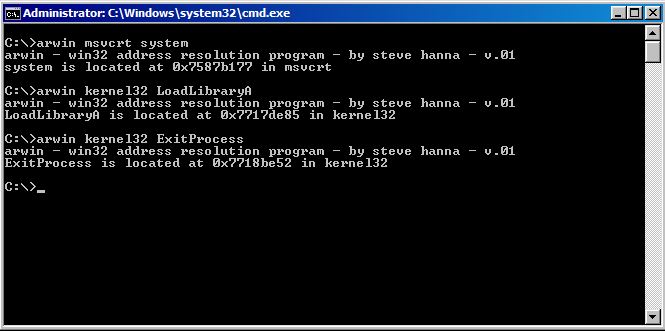 Administrator: C:\Windows\system32\cmd.exe
C:\>arwin msvcrt system
arwin - win32 address resolution program - by steve hanna - v.01
system is located at 0x7587b177 in msvcrt
C:\>arwin kernel32 LoadLibraryA
arwin - win32 address resolution program - by steve hanna - v.01
LoadLibraryA is located at 0x7717de85 in kernel32
C:\>arwin kernel32 ExitProcess
arwin - win32 address resolution program - by steve hanna - v.01
ExitProcess is located at 0x7718be52 in kernel32
C:\>_